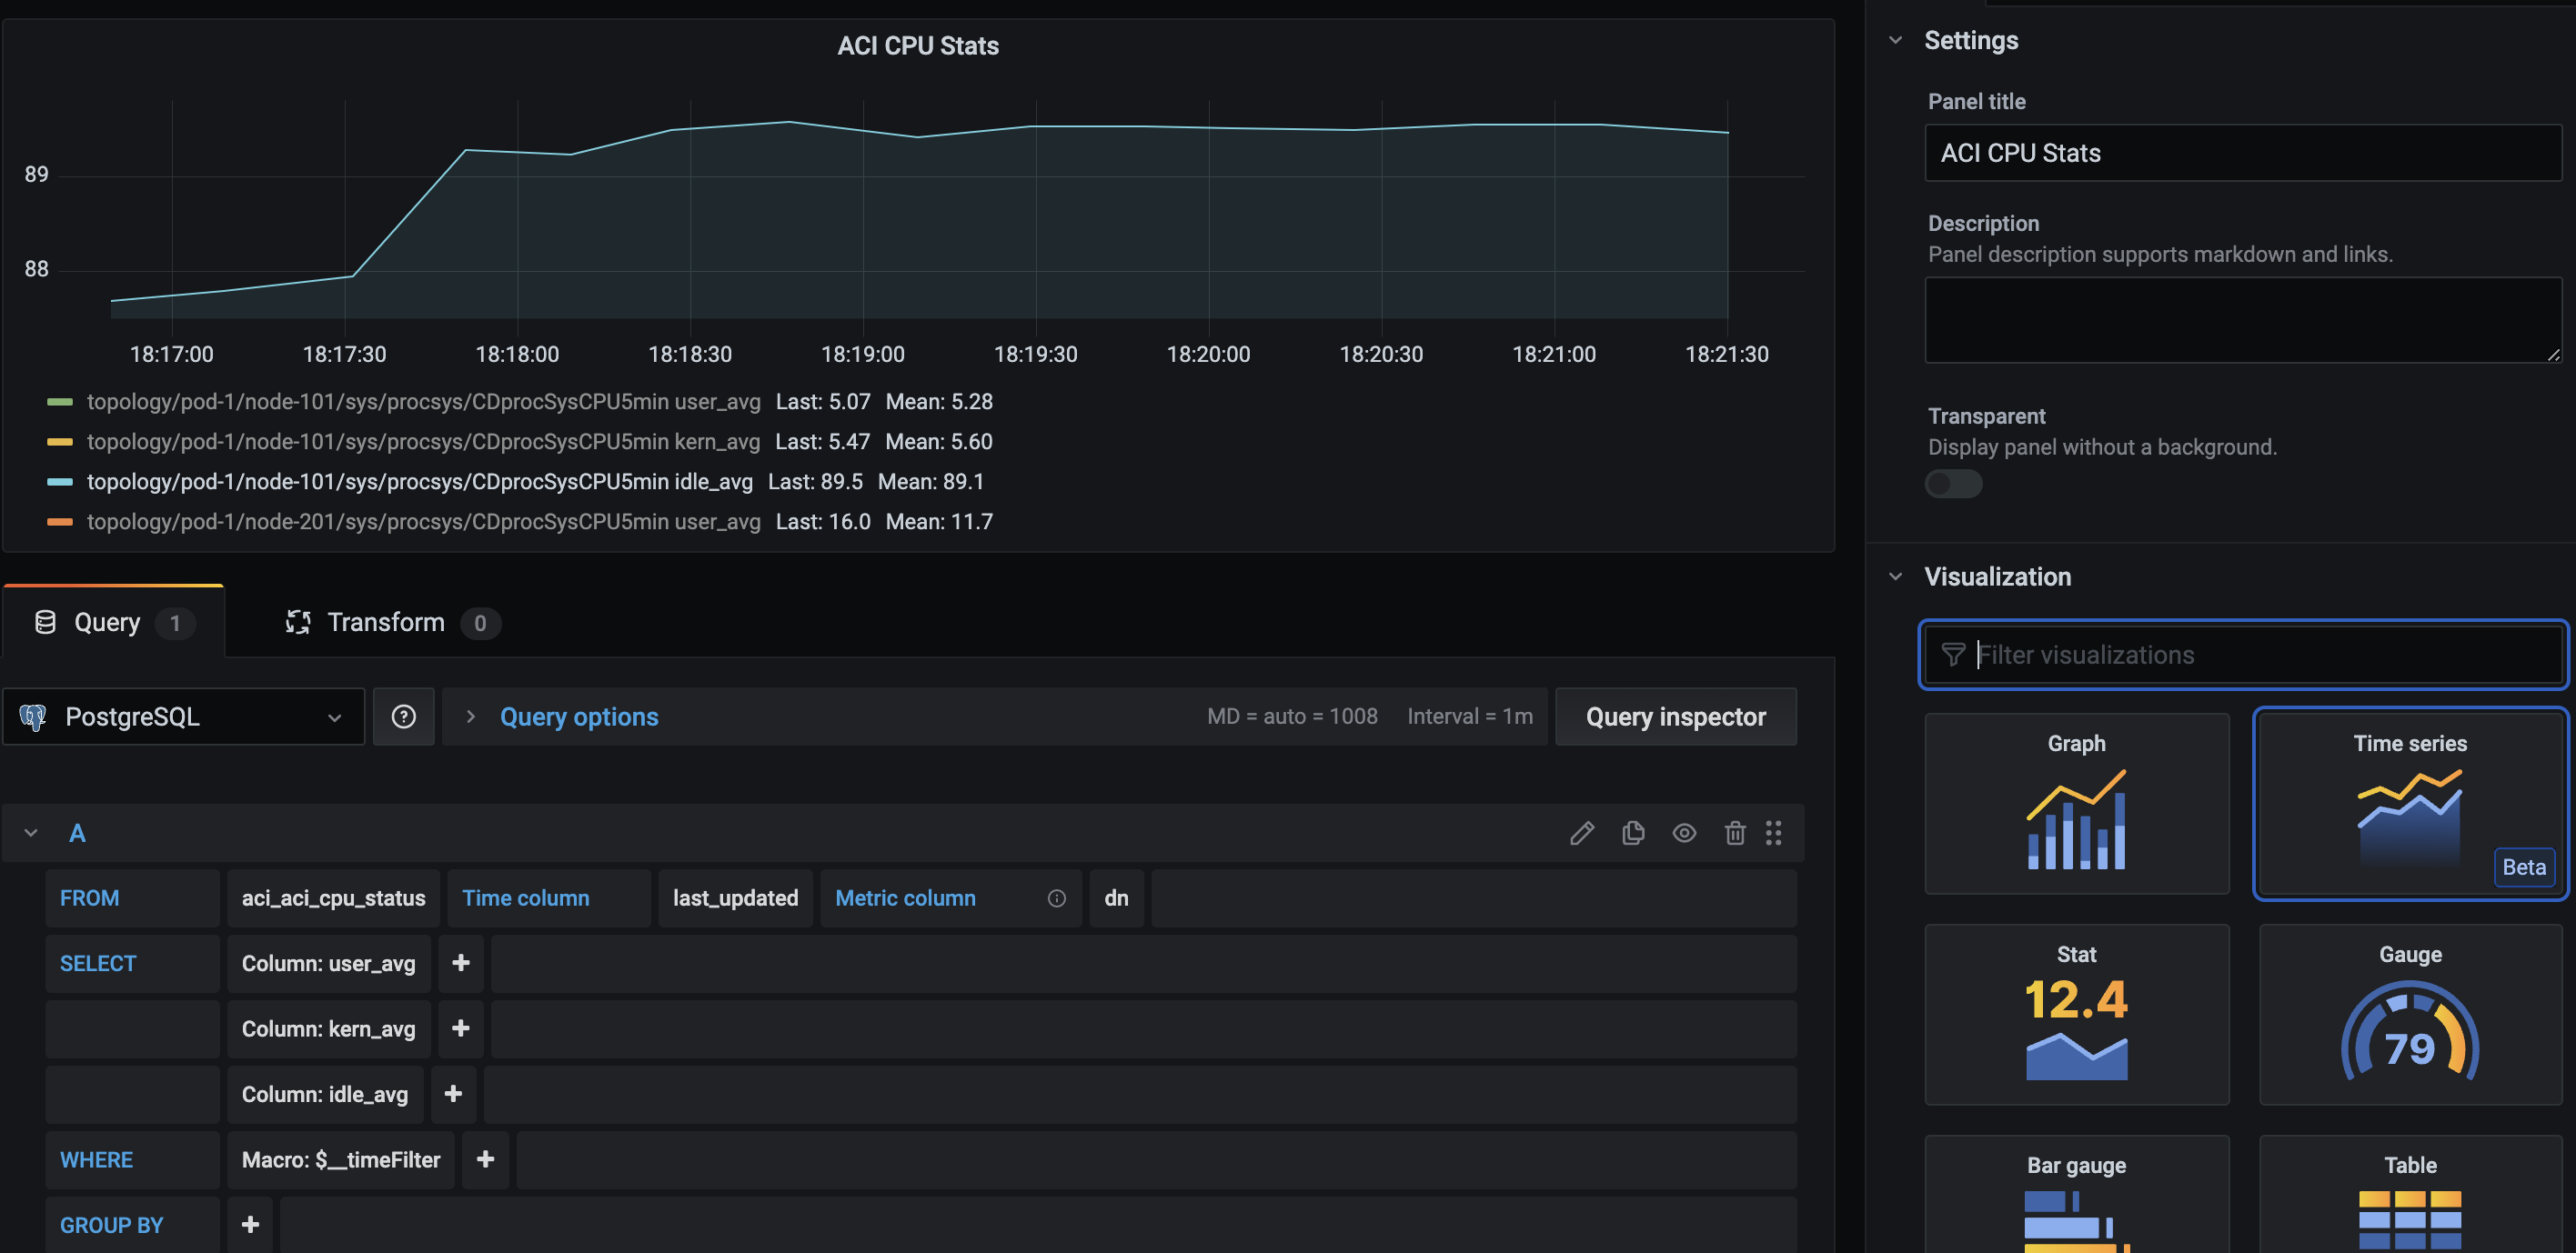 ACI CPU Stats
89
88
18:17:00 18:17:30 18:18:00 18:18:30 18:19:00 18:19:30 18:20:00 18:20:30 18:21:00 18:21:30
topology/pod-1/node-101/sys/procsys/CDprocSysCPU5min user_avg Last: 5.07 Mean: 5.28
topology/pod-1/node-101/sys/procsys/CDprocSysCPU5min kern_avg Last: 5.47 Mean: 5.60
topology/pod-1/node-101/sys/procsys/CDprocSysCPU5min idle_avg Last: 89.5 Mean: 89.1
topology/pod-1/node-201/sys/procsys/CDprocSysCPU5min user_avg Last: 16.0 Mean: 11.7
Query 1 Transform 0
PostgreSQL Query options MD = auto = 1008 Interval = 1m Query inspector
A
FROM aci_aci_cpu_status Time column last_updated Metric column dn
SELECT Column: user_avg +
Column: kern_avg +
Column: idle_avg +
WHERE Macro: $__timeFilter +
GROUP BY +
Settings
Panel title
ACI CPU Stats
Description
Panel description supports markdown and links.
Transparent
Display panel without a background.
Visualization
Filter visualizations
Graph Time series
Beta
Stat Gauge
12.4 79
Bar gauge Table